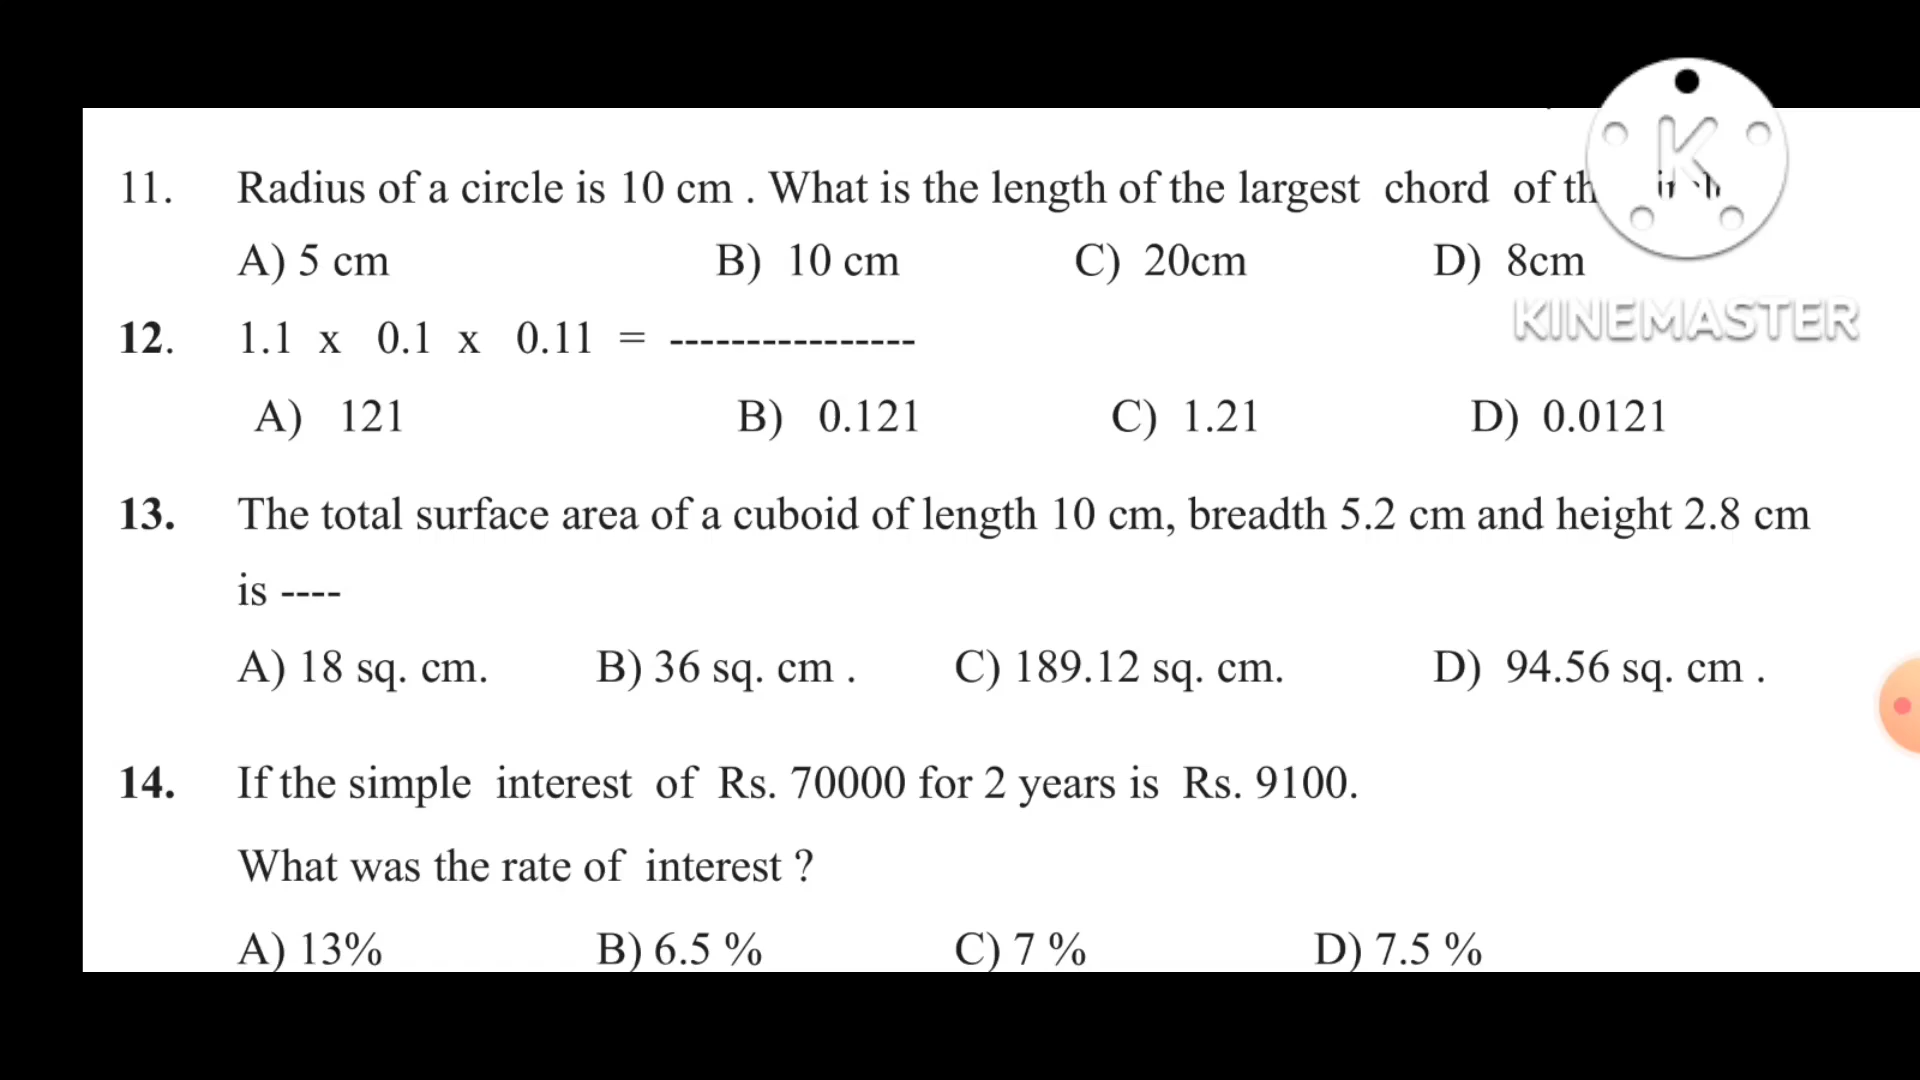 11. Radius of a circle is 10 cm . What is the length of the largest chord of
A) 5 cm B) 10 cm C) 20cm D) 8cm
K
KINEMASTER
12. 1.1 x 0.1 x 0.11 = ----------------
A) 121 B) 0.121 C) 1.21 D) 0.0121
13. The total surface area of a cuboid of length 10 cm, breadth 5.2 cm and height 2.8 cm
is ----
A) 18 sq. cm. B) 36 sq. cm . C) 189.12 sq. cm. D) 94.56 sq. cm .
14. If the simple interest of Rs. 70000 for 2 years is Rs. 9100.
What was the rate of interest ?
A) 13% B) 6.5 % C) 7 % D) 7.5 %